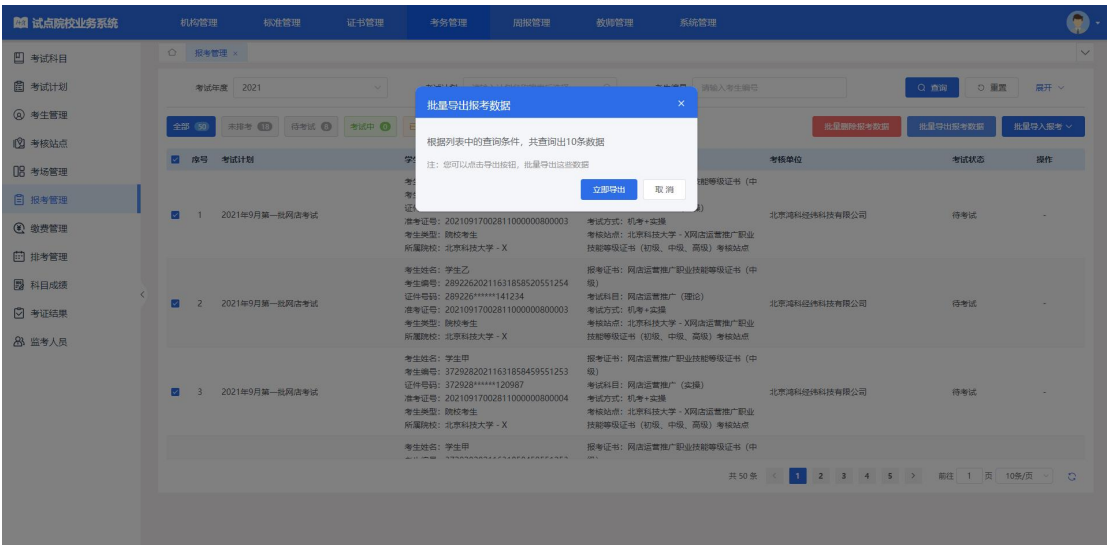 试点院校业务系统 机构管理 标准管理 证书管理 考务管理 周报管理 教师管理 系统管理
考试科目
考试计划
考生管理
考核站点
考场管理
报考管理
缴费管理
排考管理
科目成绩
考证结果
监考人员
报考管理 ×
考试年度 2021 请输入考生编号 查询 重置 展开
全部 50 未排考 待考试 考试中 0 批量删除报考数据 批量导出报考数据 批量导入报考
批量导出报考数据 ×
根据列表中的查询条件，共查询出10条数据
注：您可以点击导出按钮，批量导出这些数据
立即导出 取消
序号 考试计划 考核单位 考试状态 操作
1 2021年9月第一批网店考试
准考证号：20210917002811000000800003
考生类型：院校考生
所属院校：北京科技大学 - X
技能等级证书（中
考试方式：机考+实操
考核站点：北京科技大学 - X网店运营推广职业
技能等级证书（初级、中级、高级）考核站点
北京鸿科经纬科技有限公司 待考试 -
2 2021年9月第一批网店考试
考生姓名：学生乙
考生编号：28922620211631858520551254
证件号码：289226******141234
准考证号：20210917002811000000800003
考生类型：院校考生
所属院校：北京科技大学 - X
报考证书：网店运营推广职业技能等级证书（中
级）
考试科目：网店运营推广（理论）
考试方式：机考+实操
考核站点：北京科技大学 - X网店运营推广职业
技能等级证书（初级、中级、高级）考核站点
北京鸿科经纬科技有限公司 待考试 -
3 2021年9月第一批网店考试
考生姓名：学生甲
考生编号：37292820211631858459551253
证件号码：372928******120987
准考证号：20210917002811000000800004
考生类型：院校考生
所属院校：北京科技大学 - X
报考证书：网店运营推广职业技能等级证书（中
级）
考试科目：网店运营推广（实操）
考试方式：机考+实操
考核站点：北京科技大学 - X网店运营推广职业
技能等级证书（初级、中级、高级）考核站点
北京鸿科经纬科技有限公司 待考试 -
考生姓名：学生甲
报考证书：网店运营推广职业技能等级证书（中
共 50 条 < 1 2 3 4 5 > 前往 1 页 10条/页